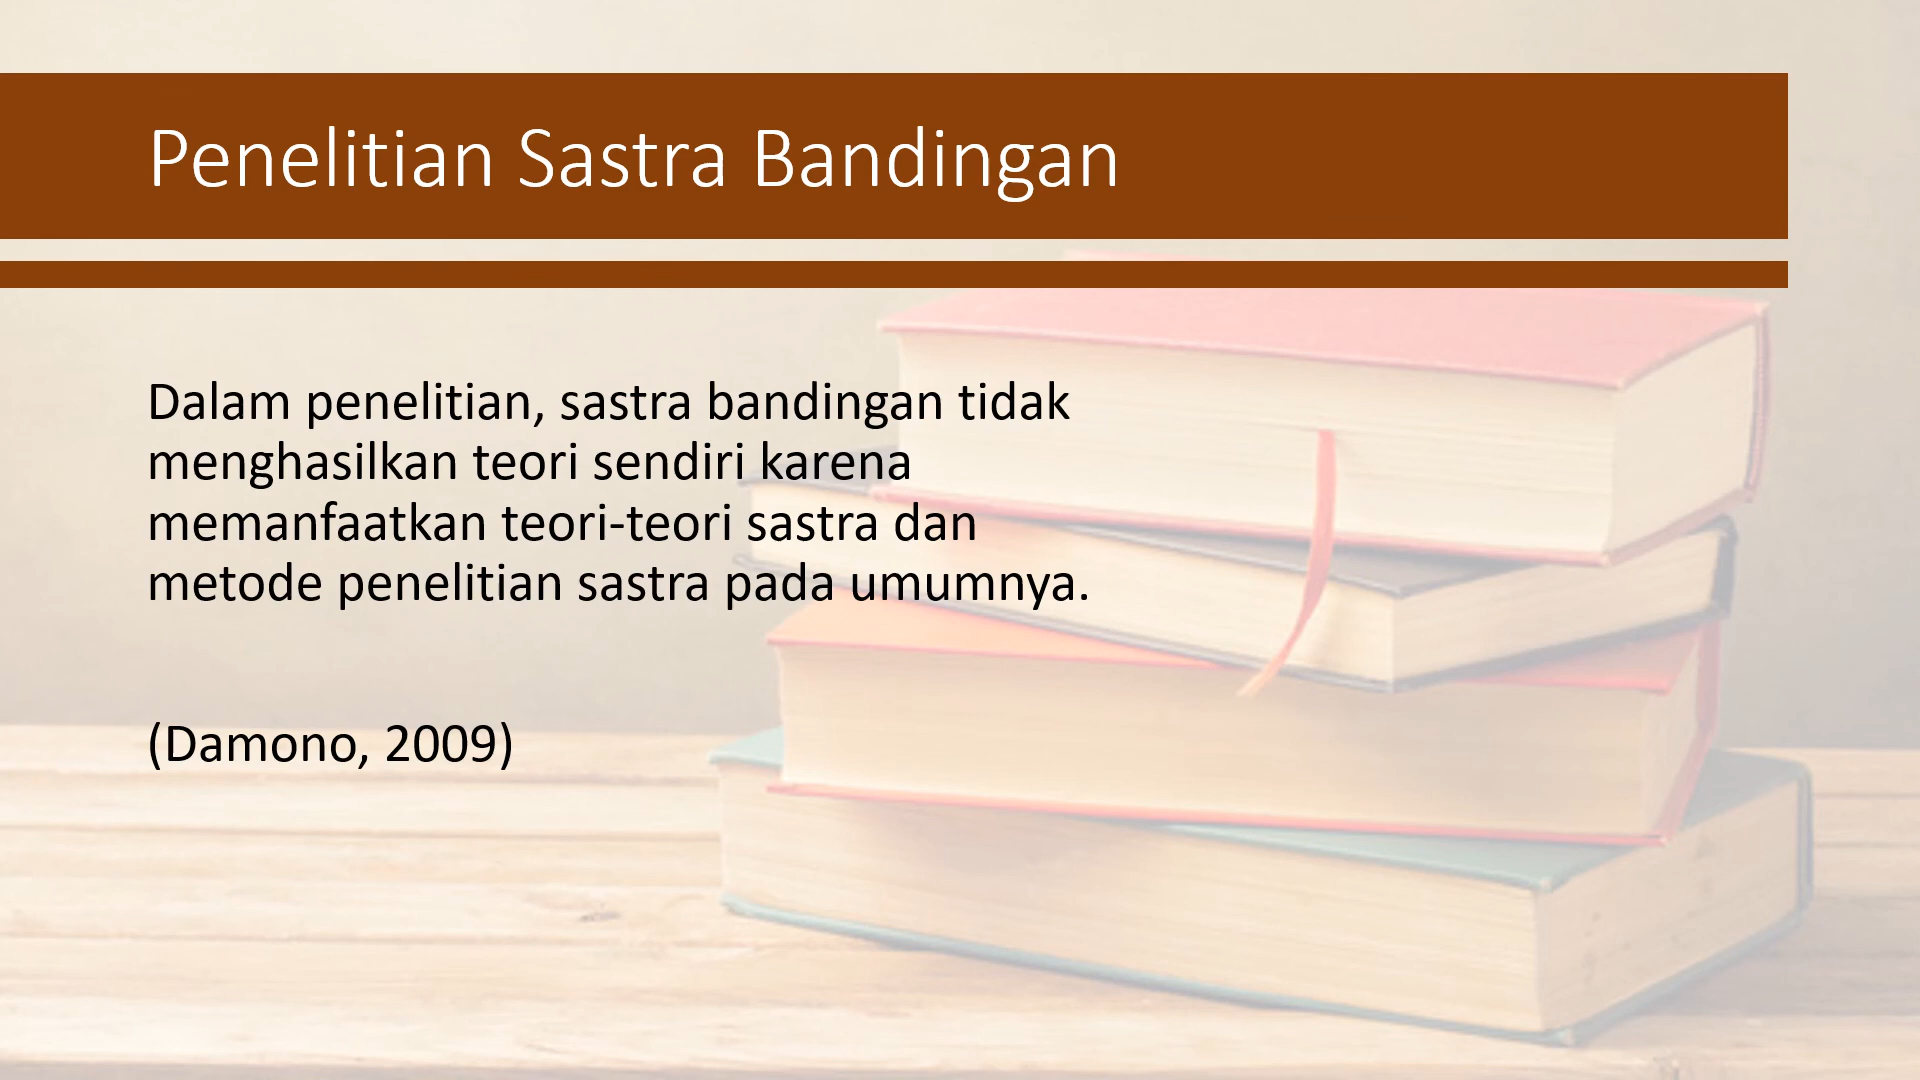 Penelitian Sastra Bandingan
Dalam penelitian, sastra bandingan tidak
menghasilkan teori sendiri karena
memanfaatkan teori-teori sastra dan
metode penelitian sastra pada umumnya.
(Damono, 2009)